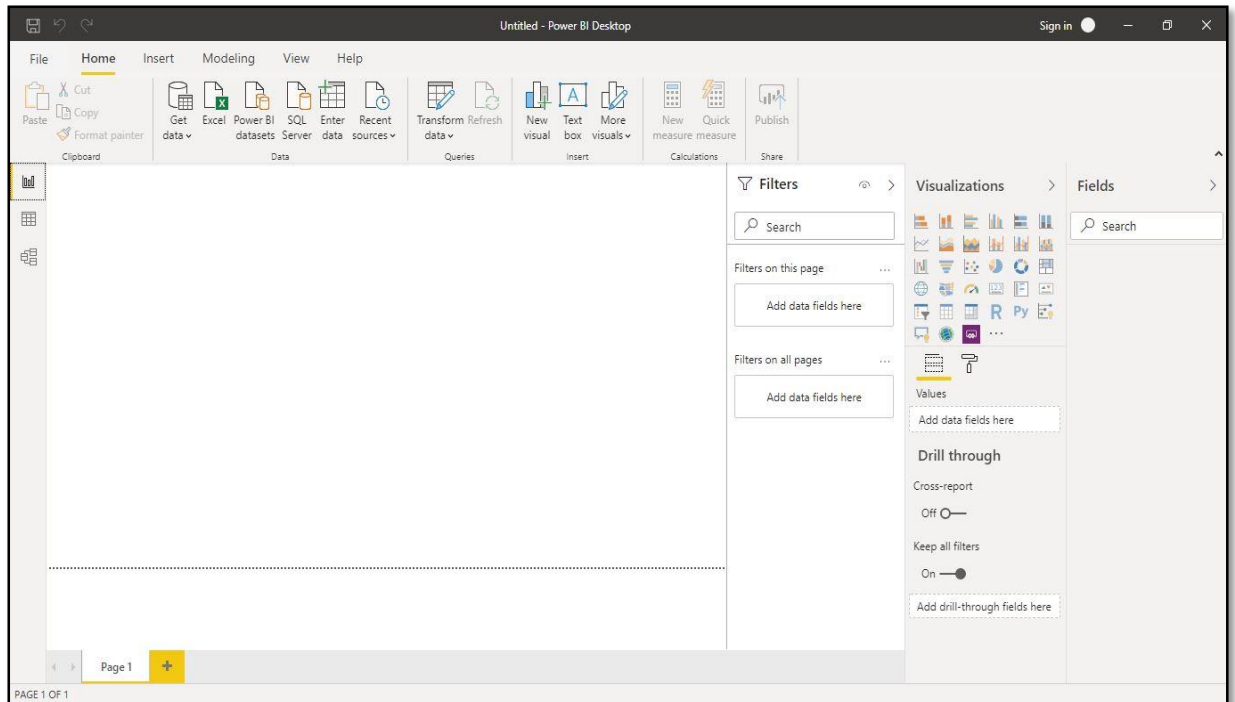 Untitled - Power BI Desktop
Sign in
File Home Insert Modeling View Help
Paste
Cut
Copy
Format painter
Clipboard
Get data
Excel
Power BI datasets
SQL Server
Enter data
Recent sources
Data
Transform data
Refresh
Queries
New visual
Text box
More visuals
Insert
New measure
Quick measure
Calculations
Publish
Share
Filters
Search
Filters on this page
Add data fields here
Filters on all pages
Add data fields here
Visualizations
R Py
Values
Add data fields here
Drill through
Cross-report
Off
Keep all filters
On
Add drill-through fields here
Fields
Search
Page 1
PAGE 1 OF 1